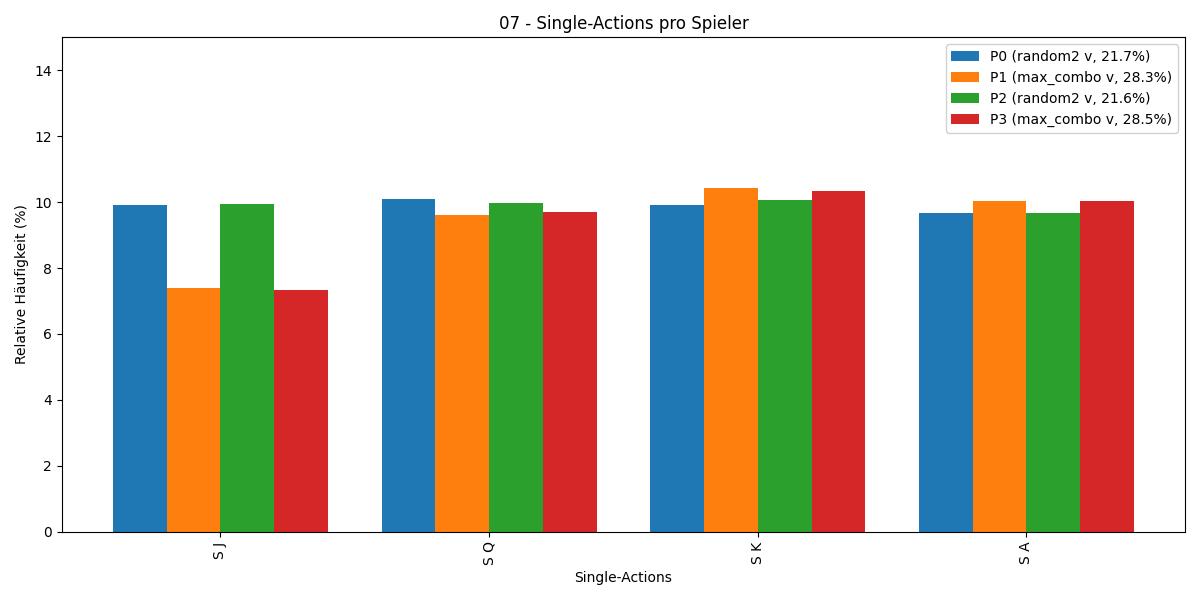 07 - Single-Actions pro Spieler
P0 (random2 v, 21.7%)
P1 (max_combo v, 28.3%)
P2 (random2 v, 21.6%)
P3 (max_combo v, 28.5%)
Relative Häufigkeit (%)
14
12
10
8
6
4
2
0
S J
S Q
S K
S A
Single-Actions